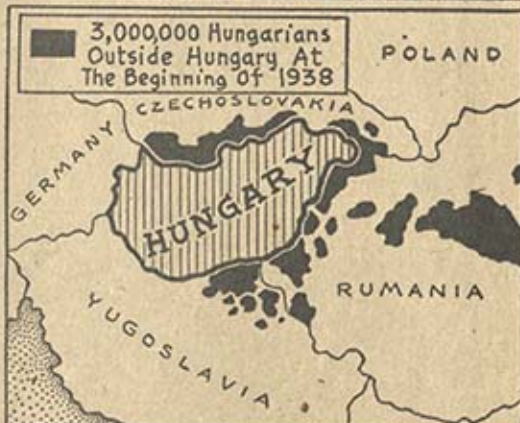 3,000,000 Hungarians
Outside Hungary At
The Beginning Of 1938
POLAND
CZECHOSLOVAKIA
GERMANY
HUNGARY
RUMANIA
YUGOSLAVIA